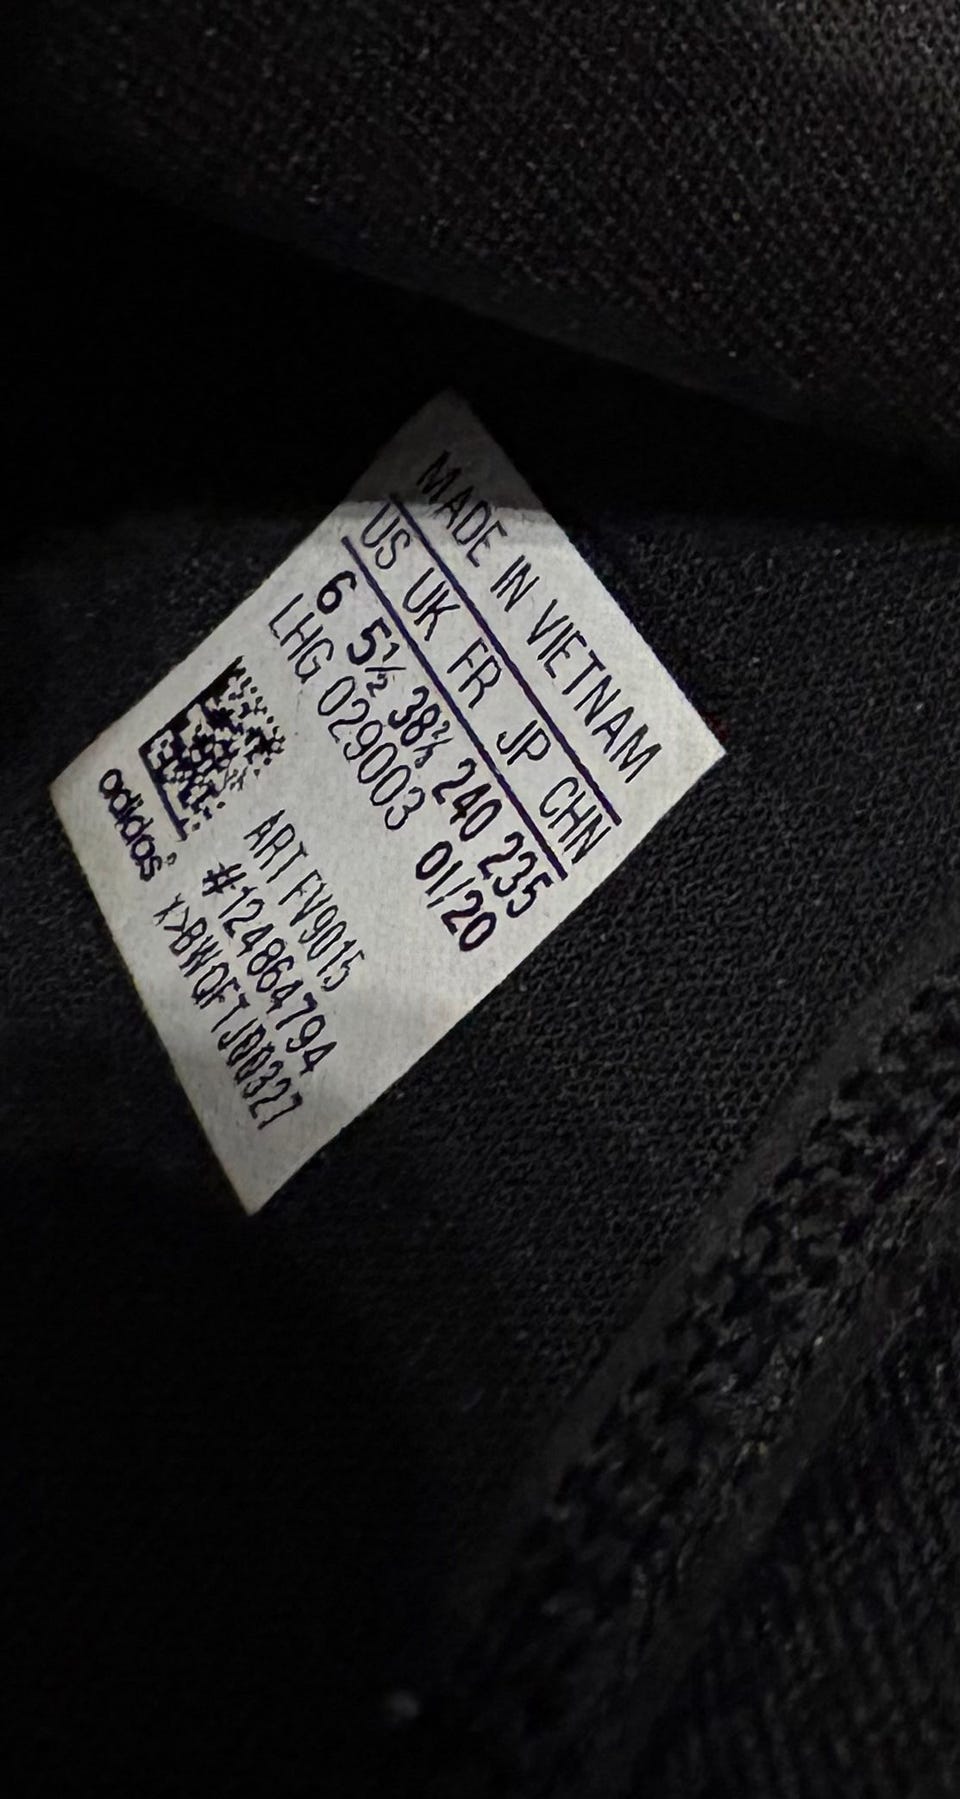 MADE IN VIETNAM
US UK FR JP CHN
6 5½ 38⅔ 240 235
LHG 029003 01/20
ART FV9015
#124864794
adidas®